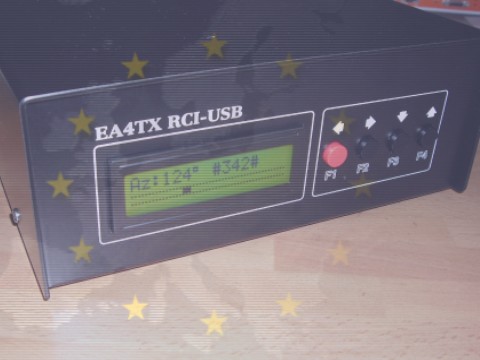 EA4TX RCI-USB
Az:124° #342#
F1 F2 F3 F4